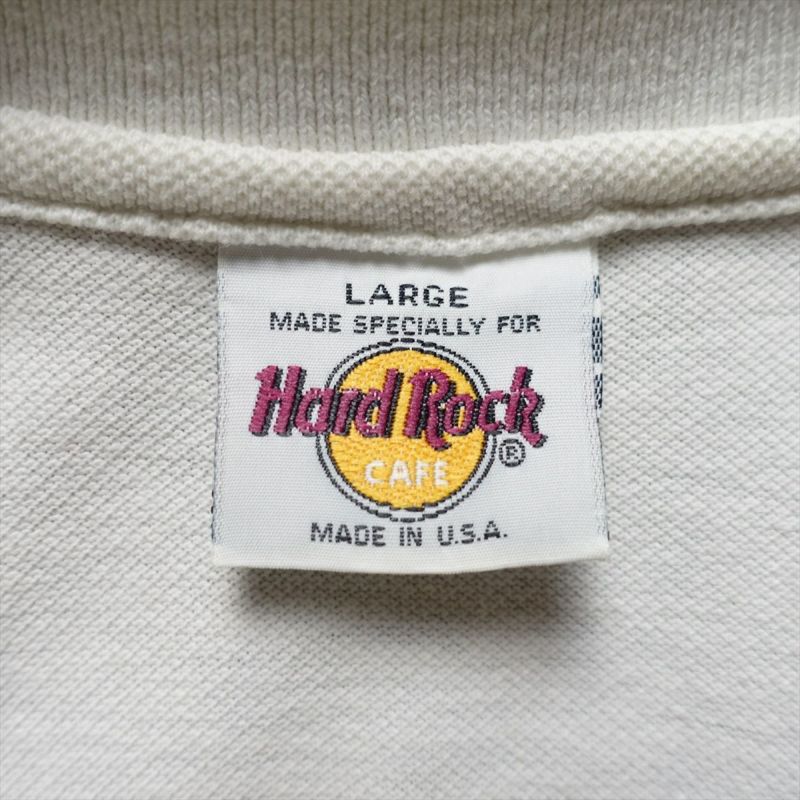 LARGE
MADE SPECIALLY FOR
Hard Rock
CAFE ®
MADE IN U.S.A.